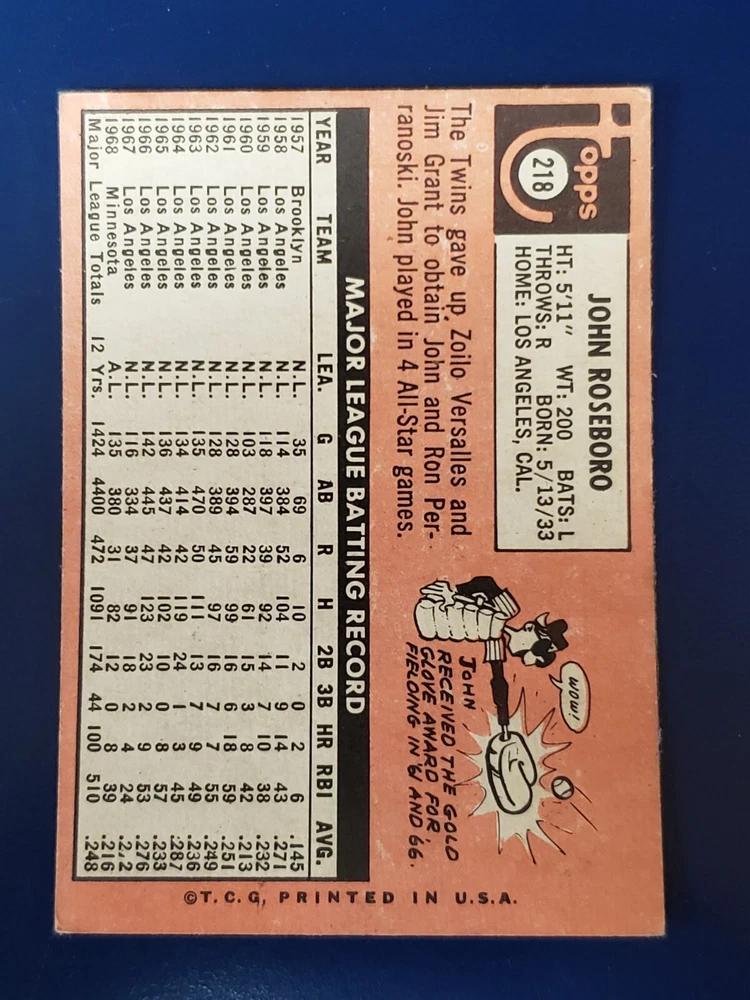 Topps
218
JOHN ROSEBORO
HT: 5'11" WT: 200 BATS: L
THROWS: R BORN: 5/13/33
HOME: LOS ANGELES, CAL.
The Twins gave up Zoilo Versalles and
Jim Grant to obtain John and Ron Per-
ranoski. John played in 4 All-Star games.
WOW!
JOHN
RECEIVED THE GOLD
GLOVE AWARD FOR
FIELDING IN '61 AND '66.
MAJOR LEAGUE BATTING RECORD
YEAR TEAM LEA. G AB R H 2B 3B HR RBI AVG.
1957 Brooklyn N.L. 35 69 6 10 2 0 2 6 .145
1958 Los Angeles N.L. 114 384 52 104 11 9 14 43 .271
1959 Los Angeles N.L. 118 397 39 92 14 7 10 38 .232
1960 Los Angeles N.L. 103 287 22 61 15 3 8 42 .213
1961 Los Angeles N.L. 128 394 59 99 16 6 18 59 .251
1962 Los Angeles N.L. 128 389 45 97 16 7 7 55 .249
1963 Los Angeles N.L. 135 470 50 111 13 7 9 49 .236
1964 Los Angeles N.L. 134 414 42 119 24 1 3 45 .287
1965 Los Angeles N.L. 136 437 42 102 10 0 8 57 .233
1966 Los Angeles N.L. 142 445 47 123 23 2 9 53 .276
1967 Los Angeles N.L. 116 334 37 91 18 2 4 24 .272
1968 Minnesota A.L. 135 380 31 82 12 0 8 39 .216
Major League Totals 12 Yrs. 1424 4400 472 1091 174 44 100 510 .248
©T.C.G. PRINTED IN U.S.A.